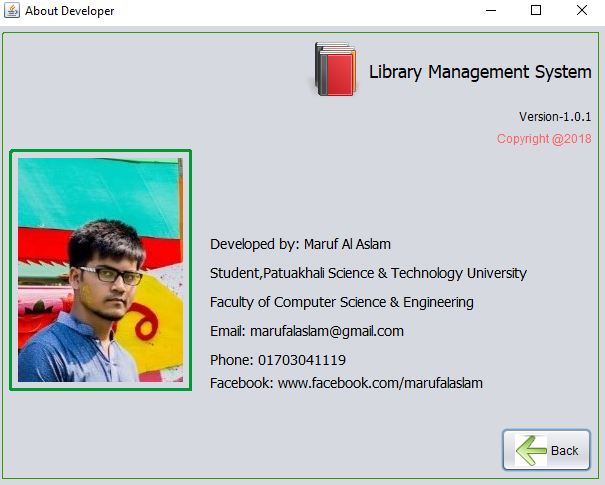 About Developer
Library Management System
Version-1.0.1
Copyright @2018
Developed by: Maruf Al Aslam
Student,Patuakhali Science & Technology University
Faculty of Computer Science & Engineering
Email: marufalaslam@gmail.com
Phone: 01703041119
Facebook: www.facebook.com/marufalaslam
Back